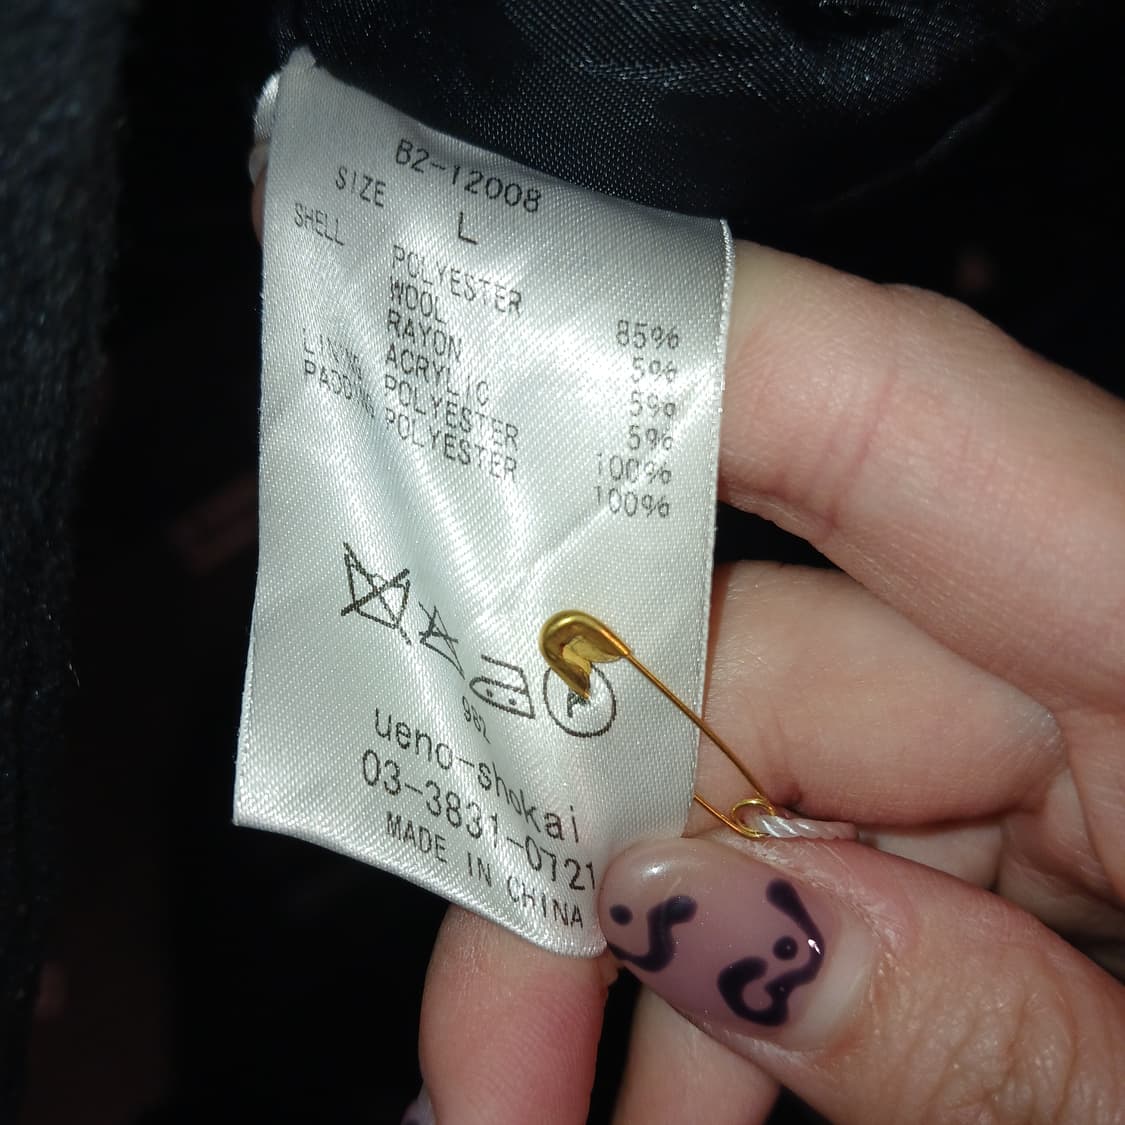 B2-12008
SIZE L
SHELL POLYESTER 85%
WOOL 5%
RAYON 5%
ACRYLIC 5%
LINING POLYESTER 100%
PADDING POLYESTER 100%
P
982
ueno-shokai
03-3831-0721
MADE IN CHINA